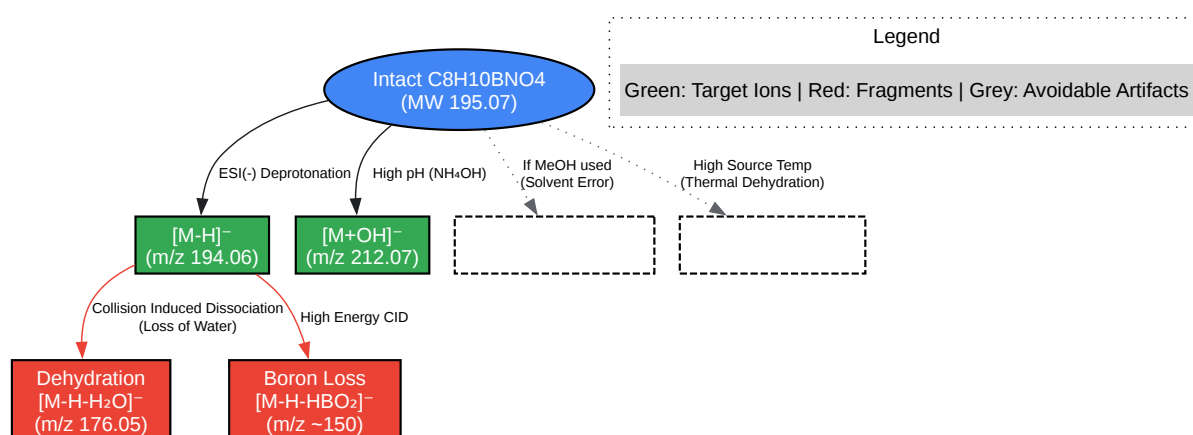 Legend
Green: Target Ions | Red: Fragments | Grey: Avoidable Artifacts
Intact C8H10BNO4
(MW 195.07)
ESI(-) Deprotonation
High pH (NH₄OH)
If MeOH used
(Solvent Error)
High Source Temp
(Thermal Dehydration)
[M-H]⁻
(m/z 194.06)
[M+OH]⁻
(m/z 212.07)
Collision Induced Dissociation
(Loss of Water)
High Energy CID
Dehydration
[M-H-H₂O]⁻
(m/z 176.05)
Boron Loss
[M-H-HBO₂]⁻
(m/z ~150)